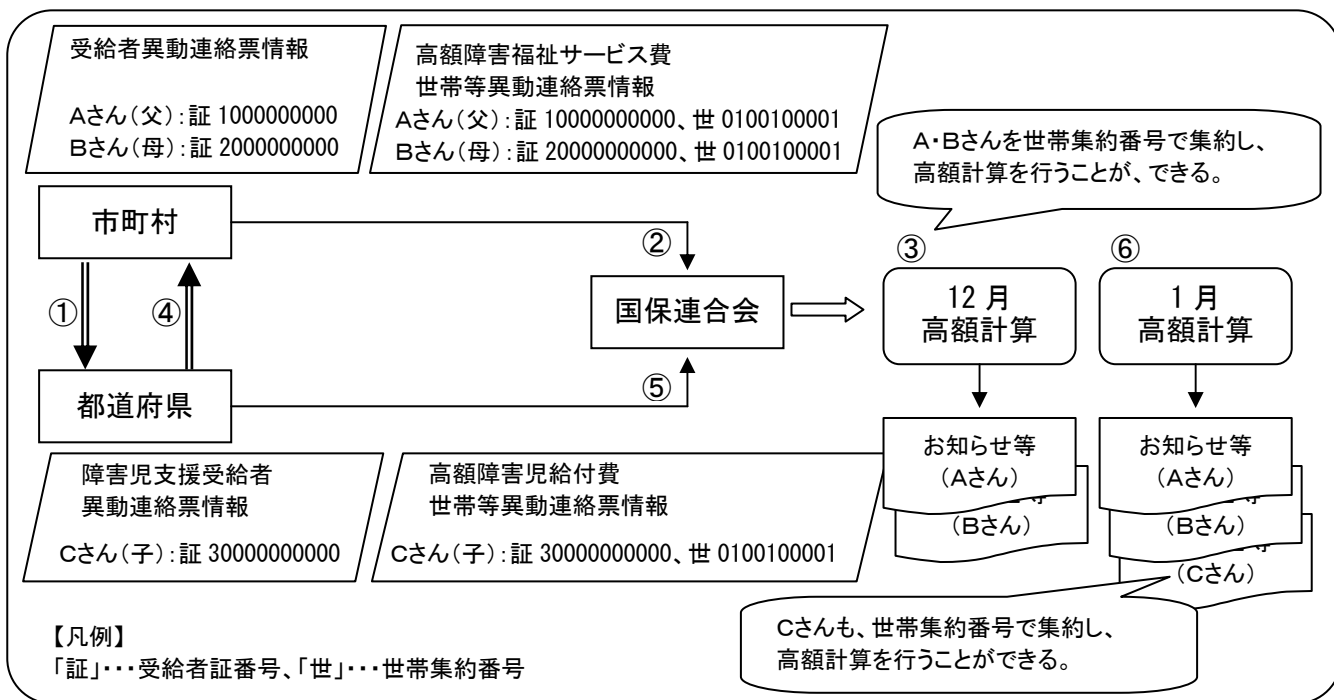 受給者異動連絡票情報
Aさん(父):証 1000000000
Bさん(母):証 2000000000
高額障害福祉サービス費
世帯等異動連絡票情報
Aさん(父):証 10000000000、世 0100100001
Bさん(母):証 20000000000、世 0100100001
A・Bさんを世帯集約番号で集約し、
高額計算を行うことが、できる。
市町村
①
④
都道府県
②
国保連合会
⑤
③
12 月
高額計算
⑥
1 月
高額計算
お知らせ等
(Aさん)
(Bさん)
お知らせ等
(Aさん)
(Bさん)
(Cさん)
障害児支援受給者
異動連絡票情報
Cさん(子):証 30000000000
高額障害児給付費
世帯等異動連絡票情報
Cさん(子):証 30000000000、世 0100100001
Cさんも、世帯集約番号で集約し、
高額計算を行うことができる。
【凡例】
「証」・・・受給者証番号、「世」・・・世帯集約番号